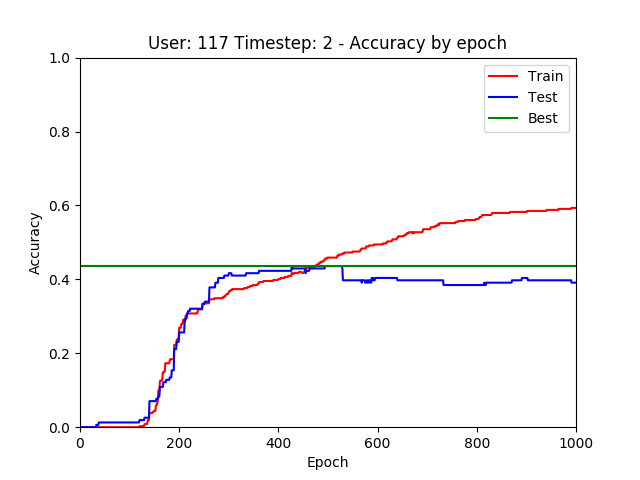 User: 117 Timestep: 2 - Accuracy by epoch
1.0
0.8
0.6
0.4
0.2
0.0
Accuracy
Train
Test
Best
0 200 400 600 800 1000
Epoch